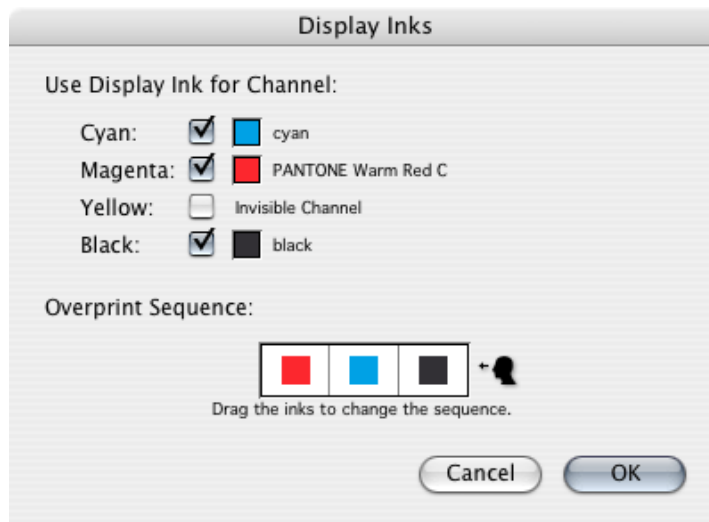 Display Inks
Use Display Ink for Channel:
Cyan: cyan
Magenta: PANTONE Warm Red C
Yellow: Invisible Channel
Black: black
Overprint Sequence:
Drag the inks to change the sequence.
Cancel OK